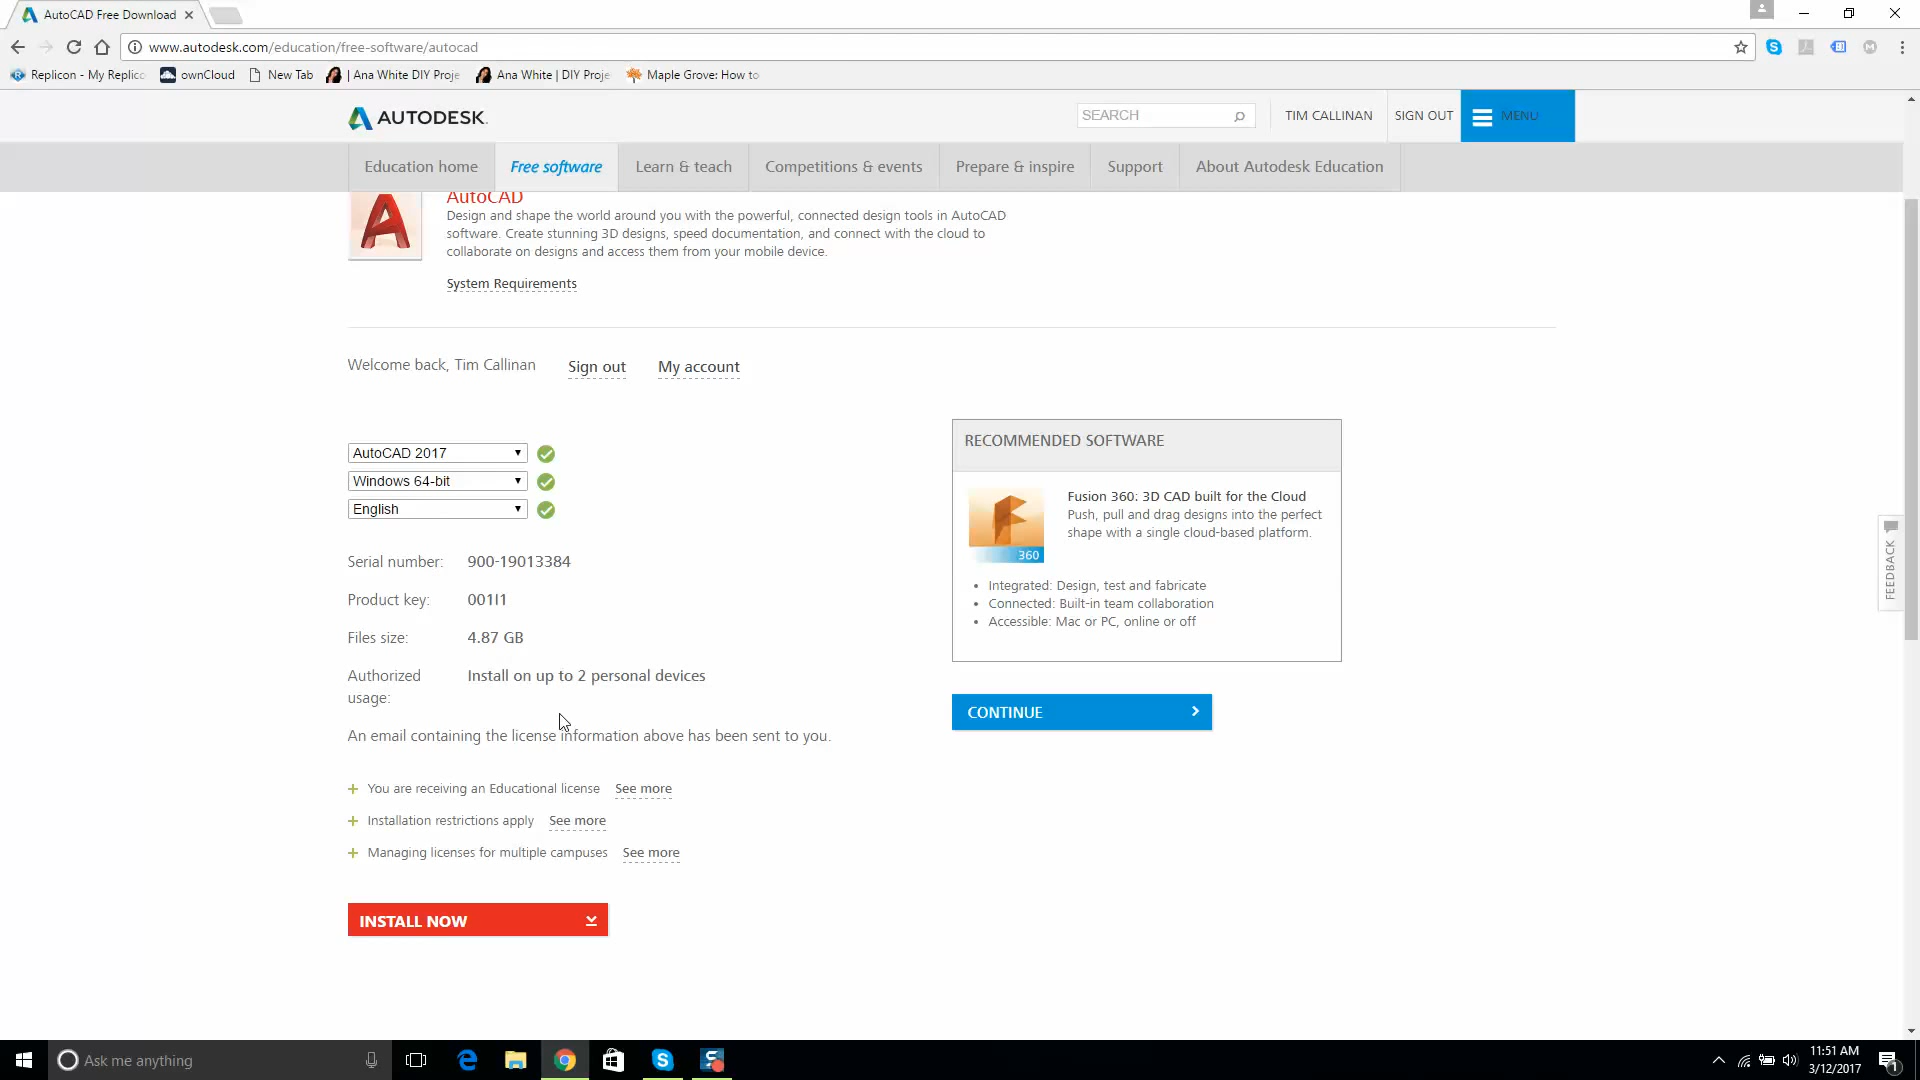 AutoCAD Free Download
www.autodesk.com/education/free-software/autocad
Replicon - My Replic
ownCloud
New Tab
| Ana White DIY Proje
Ana White | DIY Proje
Maple Grove: How to
AUTODESK.
SEARCH
TIM CALLINAN
SIGN OUT
MENU
Education home
Free software
Learn & teach
Competitions & events
Prepare & inspire
Support
About Autodesk Education
AutoCAD
Design and shape the world around you with the powerful, connected design tools in AutoCAD
software. Create stunning 3D designs, speed documentation, and connect with the cloud to
collaborate on designs and access them from your mobile device.
System Requirements
Welcome back, Tim Callinan
Sign out
My account
AutoCAD 2017
Windows 64-bit
English
Serial number: 900-19013384
Product key: 001I1
Files size: 4.87 GB
Authorized Install on up to 2 personal devices
usage:
An email containing the license information above has been sent to you.
You are receiving an Educational license See more
Installation restrictions apply See more
Managing licenses for multiple campuses See more
INSTALL NOW
RECOMMENDED SOFTWARE
360
Fusion 360: 3D CAD built for the Cloud
Push, pull and drag designs into the perfect
shape with a single cloud-based platform.
• Integrated: Design, test and fabricate
• Connected: Built-in team collaboration
• Accessible: Mac or PC, online or off
CONTINUE
FEEDBACK
Ask me anything
11:51 AM
3/12/2017
1